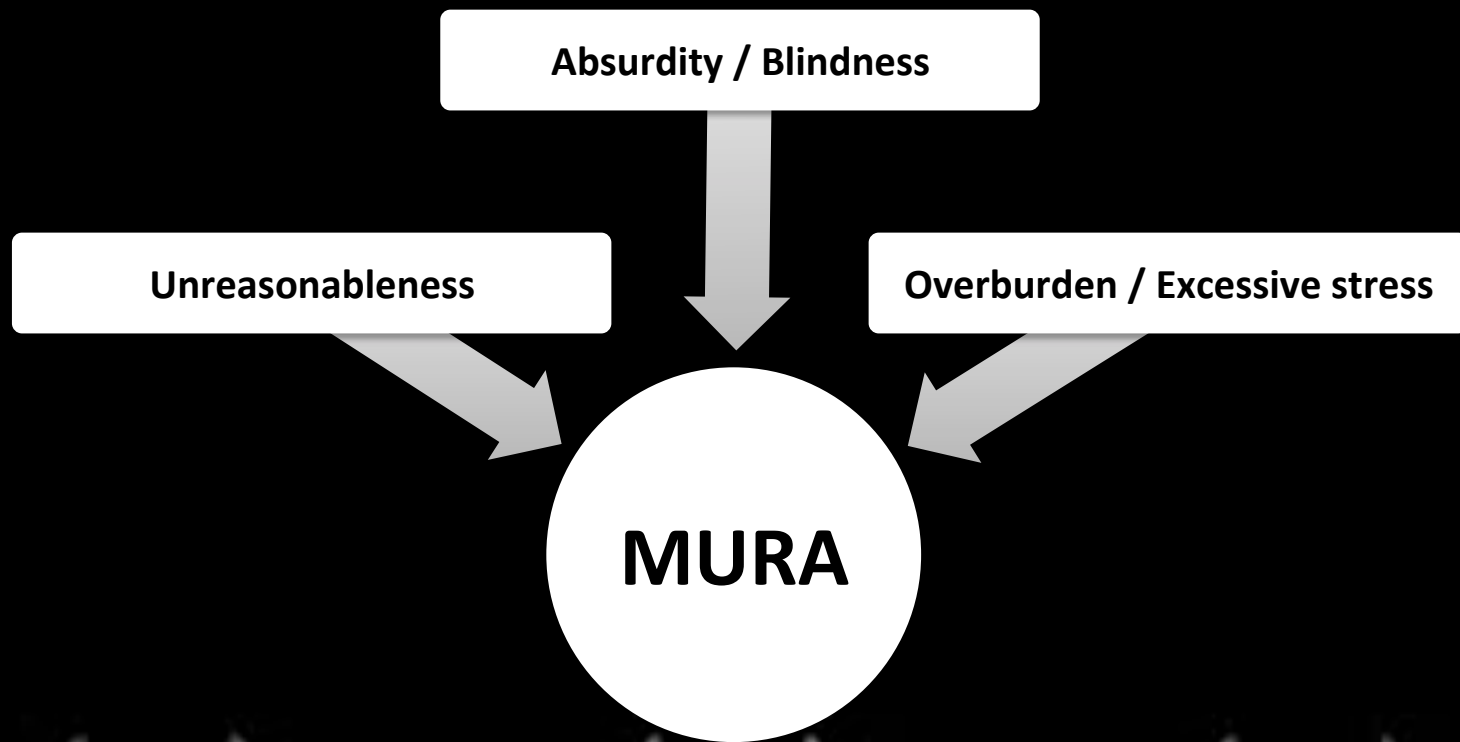 Absurdity / Blindness
Unreasonableness
Overburden / Excessive stress
MURA